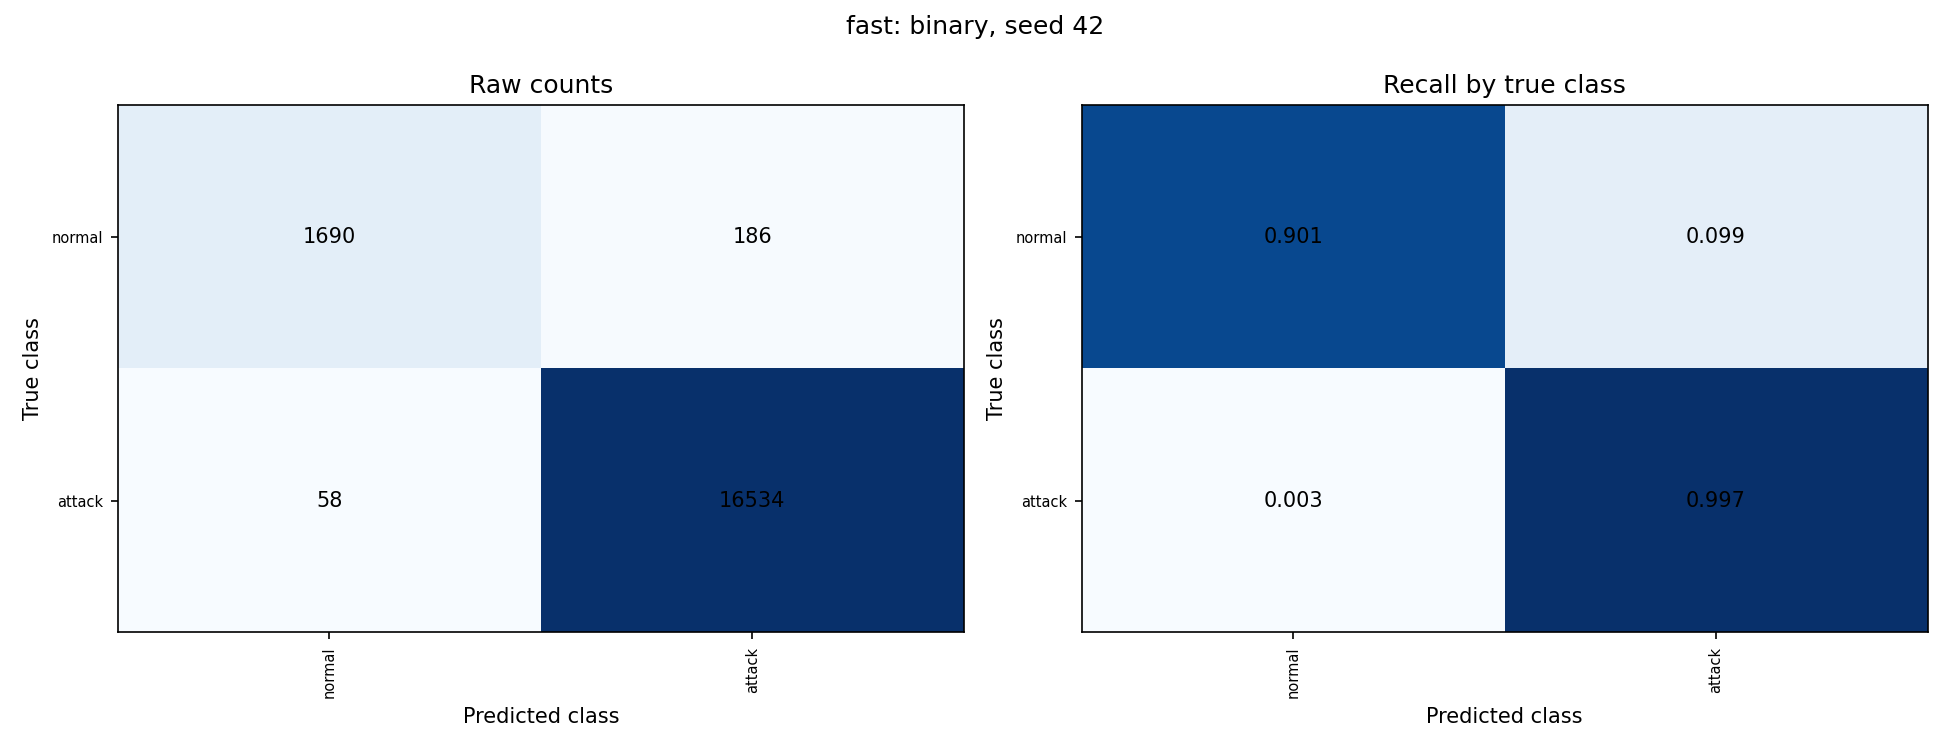 fast: binary, seed 42
Raw counts
True class
normal
attack
1690
186
58
16534
normal
attack
Predicted class
Recall by true class
True class
normal
attack
0.901
0.099
0.003
0.997
normal
attack
Predicted class